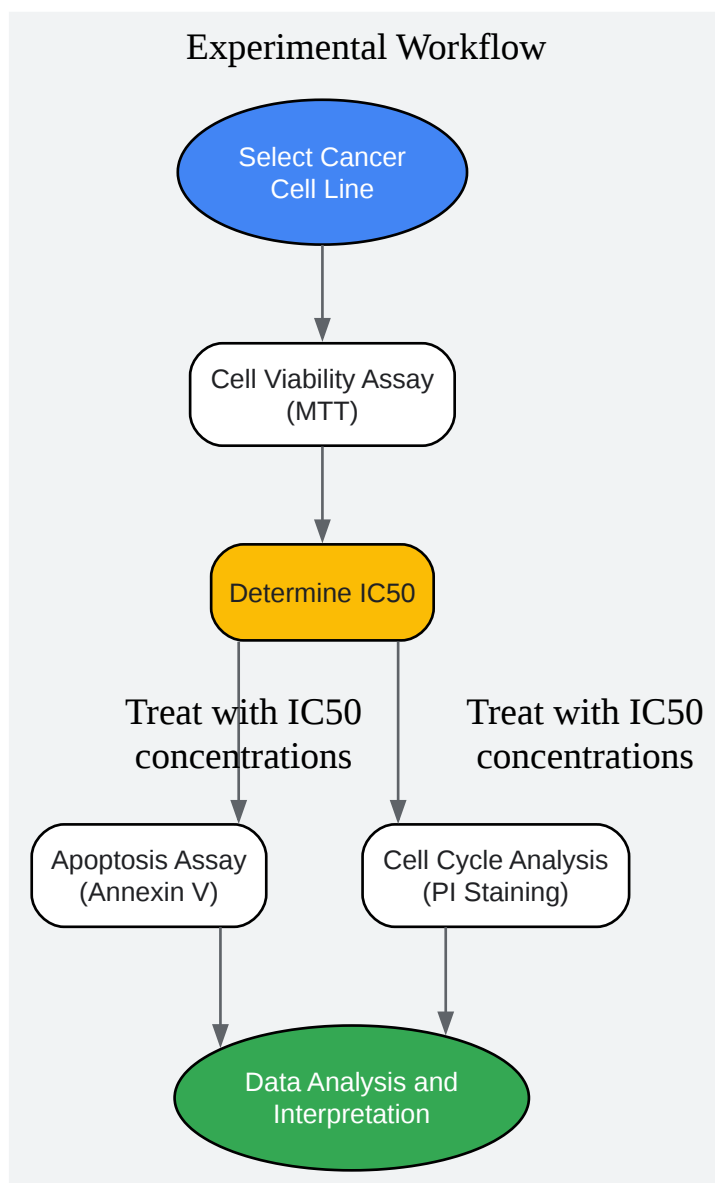 Experimental Workflow
Select Cancer
Cell Line
Cell Viability Assay
(MTT)
Determine IC50
Treat with IC50
concentrations
Treat with IC50
concentrations
Apoptosis Assay
(Annexin V)
Cell Cycle Analysis
(PI Staining)
Data Analysis and
Interpretation